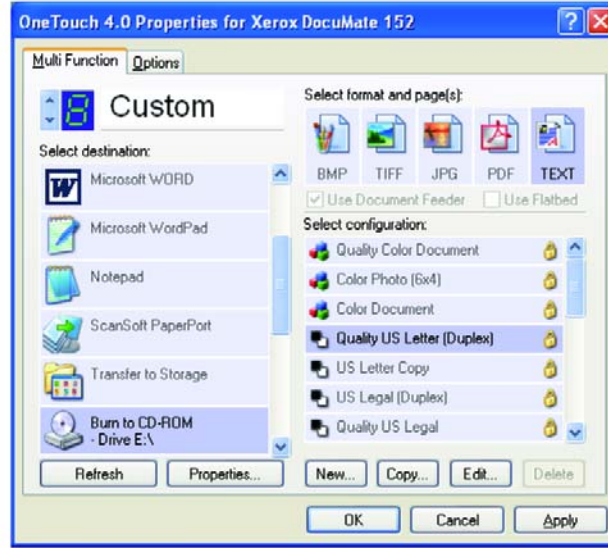 OneTouch 4.0 Properties for Xerox DocuMate 152
Multi Function
Options
8
Custom
Select destination:
W
Microsoft WORD
Microsoft WordPad
Notepad
ScanSoft PaperPort
Transfer to Storage
Burn to CD-ROM
- Drive E:\
Refresh
Properties...
Select format and page(s):
BMP
TIFF
JPG
PDF
TEXT
Use Document Feeder
Use Flatbed
Select configuration:
Quality Color Document
Color Photo (6x4)
Color Document
Quality US Letter (Duplex)
US Letter Copy
US Legal (Duplex)
Quality US Legal
New...
Copy...
Edit...
Delete
OK
Cancel
Apply